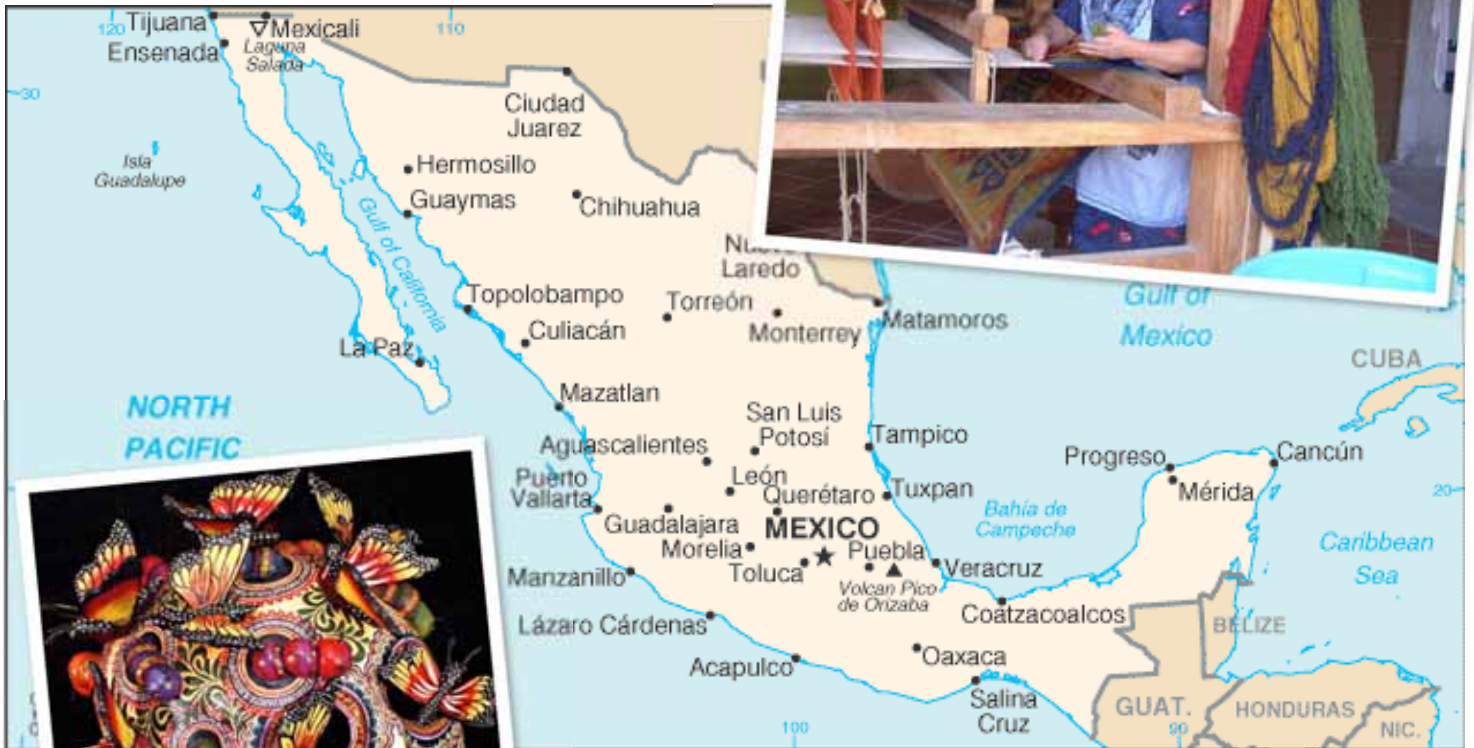 120
Tijuana
Mexicali
110
Ensenada
Laguna
Salada
30
Ciudad
Juarez
Isla
Guadalupe
Hermosillo
Guaymas
Chihuahua
Gulf of California
Laredo
Topolobampo
Torreón
Culiacán
Monterrey
Matamoros
Gulf of
Mexico
La Paz
CUBA
NORTH
PACIFIC
Mazatlan
San Luis
Potosí
Aguascalientes
Tampico
Progreso
Cancún
Puerto
Vallarta
León
Querétaro
Tuxpan
Mérida
20
Bahía de
Campeche
Guadalajara
MEXICO
Morelia
Puebla
Toluca
Veracruz
Caribbean
Sea
Manzanillo
Volcan Pico
de Orizaba
Coatzacoalcos
Lázaro Cárdenas
BELIZE
Acapulco
Oaxaca
Salina
Cruz
GUAT.
HONDURAS
NIC.
100
90